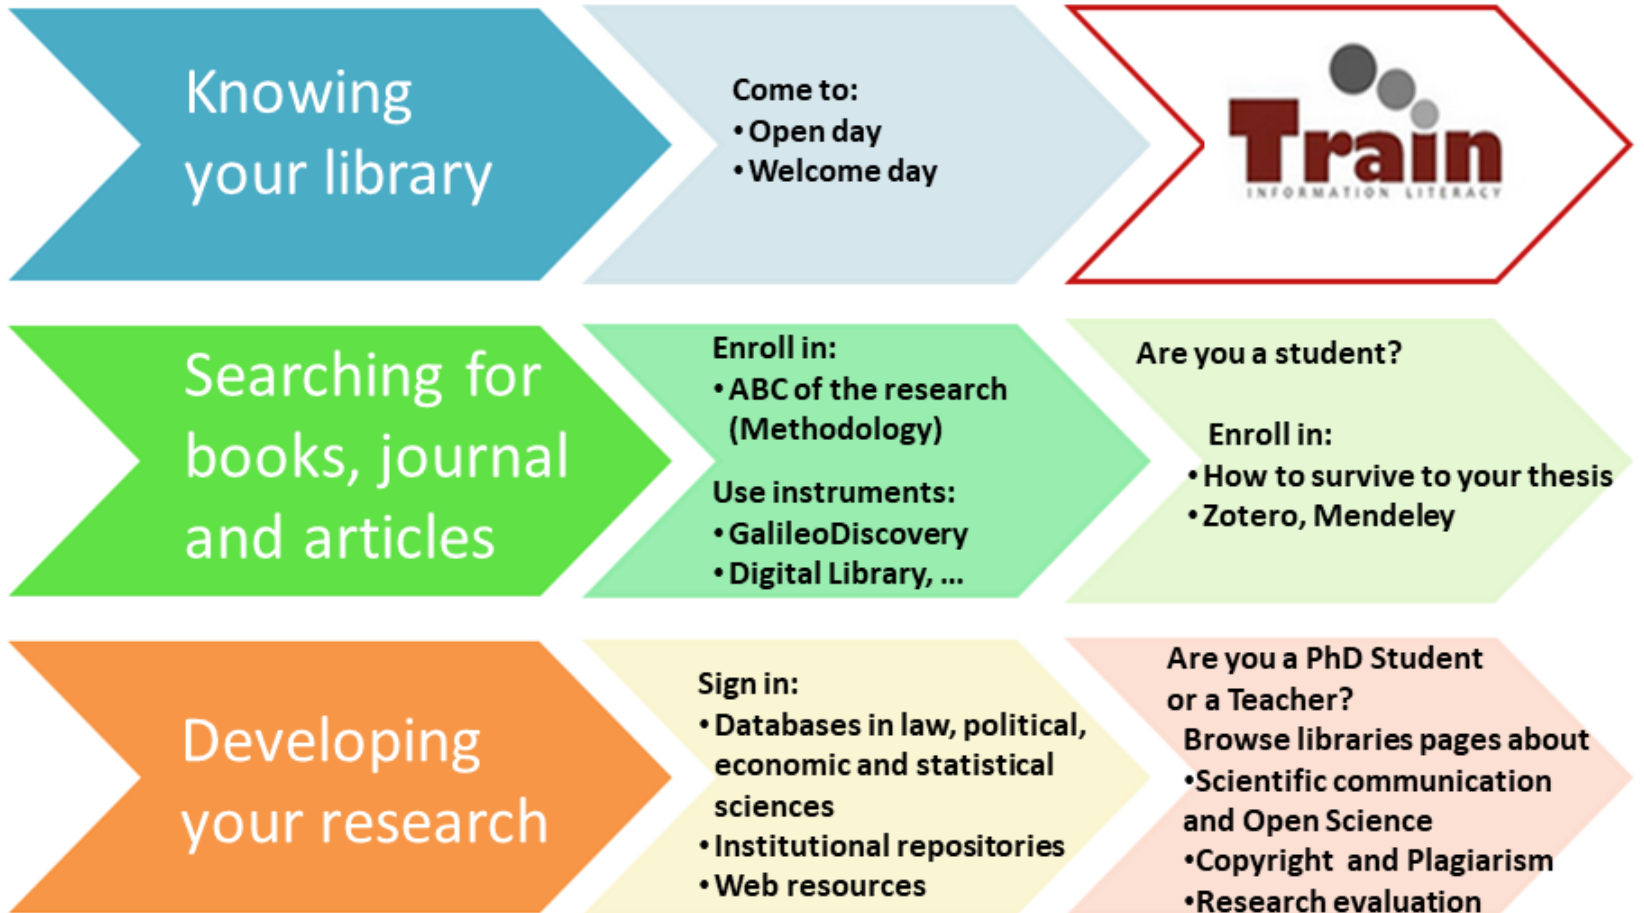 Knowing
your library
Come to:
•Open day
•Welcome day
Train
INFORMATION LITERACY
Searching for
books, journal
and articles
Enroll in:
•ABC of the research
(Methodology)
Use instruments:
•GalileoDiscovery
•Digital Library, ...
Are you a student?
Enroll in:
•How to survive to your thesis
•Zotero, Mendeley
Developing
your research
Sign in:
•Databases in law, political,
economic and statistical
sciences
•Institutional repositories
•Web resources
Are you a PhD Student
or a Teacher?
Browse libraries pages about
•Scientific communication
and Open Science
•Copyright and Plagiarism
•Research evaluation